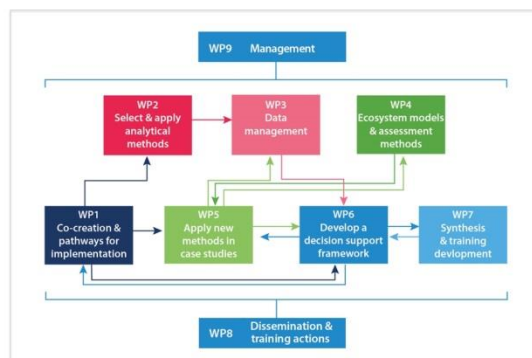 WP9 Management
WP2
Select & apply
analytical
methods
WP3
Data
management
WP4
Ecosystem models
& assessment
methods
WP1
Co-creation &
pathways for
implementation
WP5
Apply new
methods in
case studies
WP6
Develop a
decision support
framework
WP7
Synthesis
& training
devlopment
WP8 Dissemination &
training actions